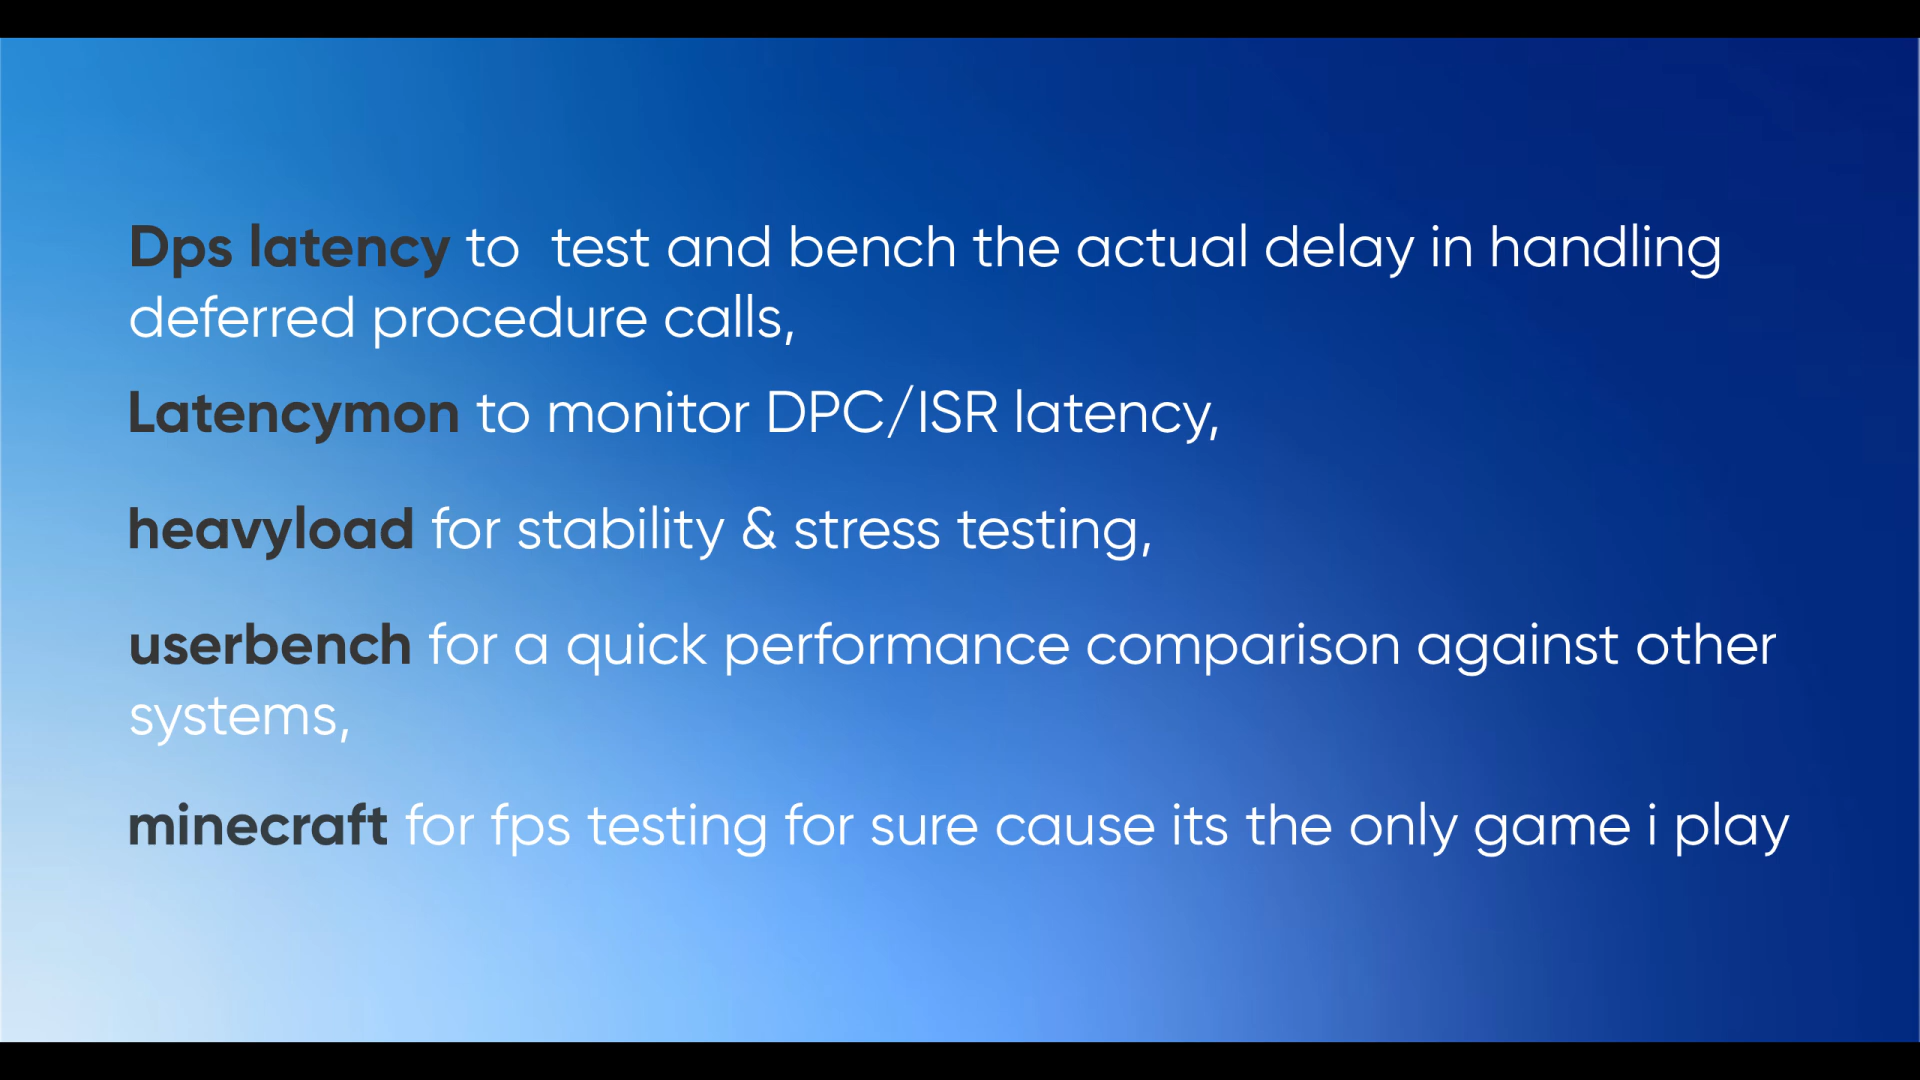 Dps latency to  test and bench the actual delay in handling
deferred procedure calls,
Latencymon to monitor DPC/ISR latency,
heavyload for stability & stress testing,
userbench for a quick performance comparison against other
systems,
minecraft for fps testing for sure cause its the only game i play